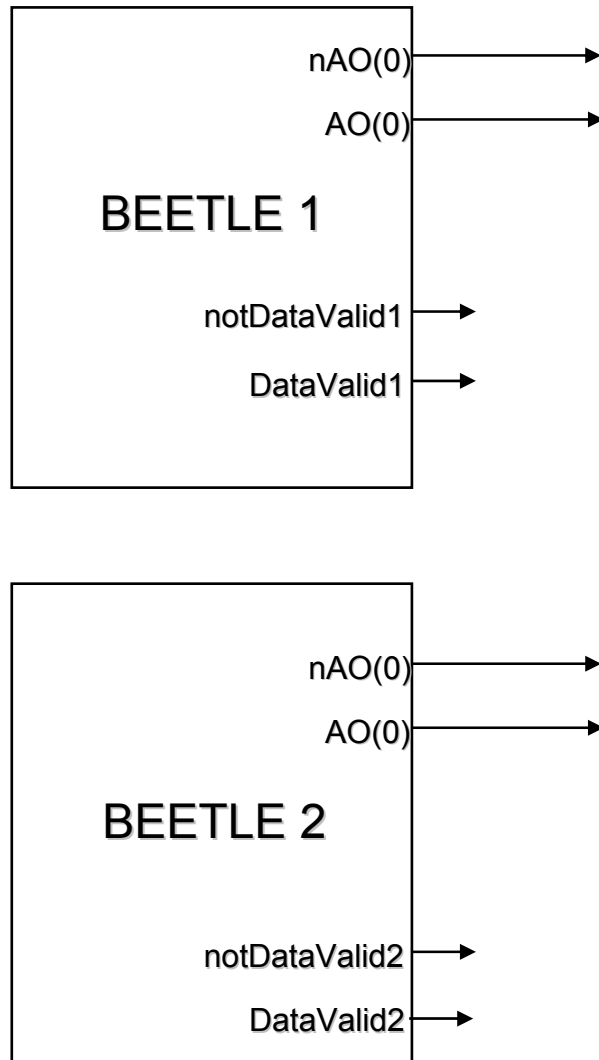 nAO(0)
AO(0)
BEETLE 1
notDataValid1
DataValid1
nAO(0)
AO(0)
BEETLE 2
notDataValid2
DataValid2